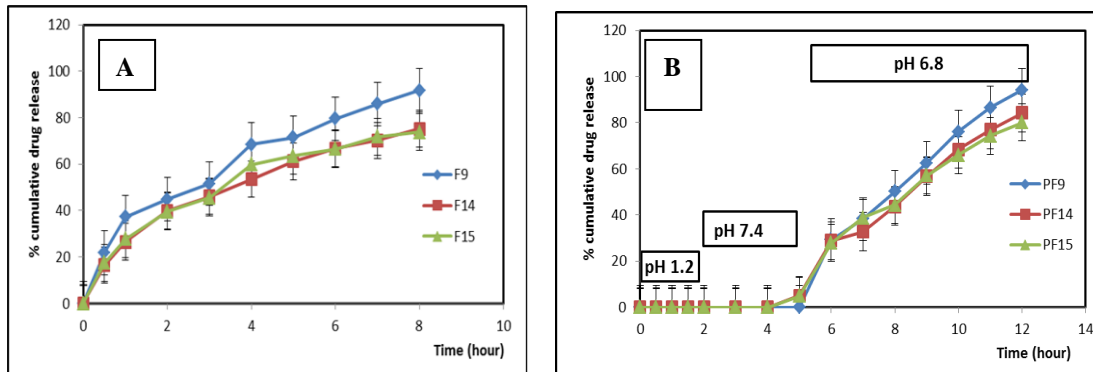 A
% cumulative drug release
120
100
80
60
40
20
0
0
2
4
6
8
10
Time (hour)
F9
F14
F15
B
% cumulative drug release
120
100
80
60
40
20
0
pH 1.2
pH 7.4
pH 6.8
0
2
4
6
8
10
12
14
Time (hour)
PF9
PF14
PF15